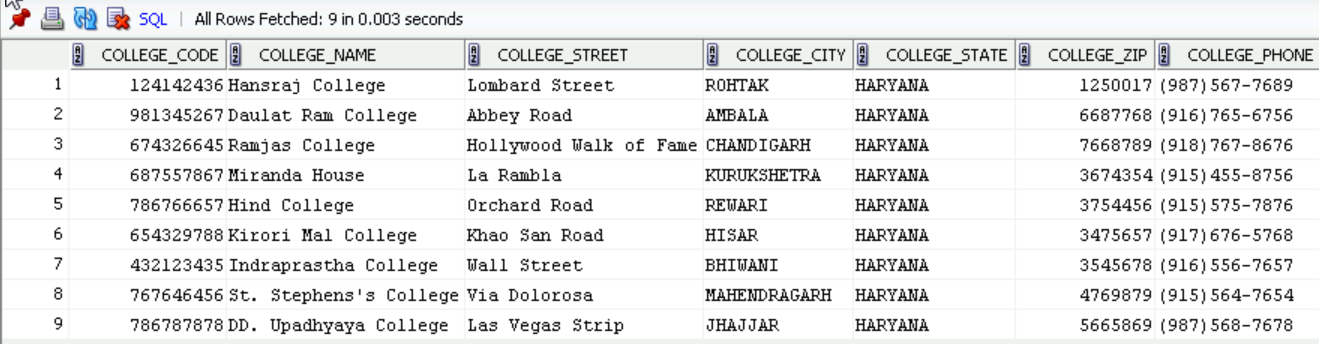 SQL | All Rows Fetched: 9 in 0.003 seconds
COLLEGE_CODE COLLEGE_NAME COLLEGE_STREET COLLEGE_CITY COLLEGE_STATE COLLEGE_ZIP COLLEGE_PHONE
1 124142436 Hansraj College Lombard Street ROHTAK HARYANA 1250017 (987)567-7689
2 981345267 Daulat Ram College Abbey Road AMBALA HARYANA 6687768 (916)765-6756
3 674326645 Ramjas College Hollywood Walk of Fame CHANDIGARH HARYANA 7668789 (918)767-8676
4 687557867 Miranda House La Rambla KURUKSHETRA HARYANA 3674354 (915)455-8756
5 786766657 Hind College Orchard Road REWARI HARYANA 3754456 (915)575-7876
6 654329788 Kirori Mal College Khao San Road HISAR HARYANA 3475657 (917)676-5768
7 432123435 Indraprastha College Wall Street BHIWANI HARYANA 3545678 (916)556-7657
8 767646456 St. Stephens's College Via Dolorosa MAHENDRAGARH HARYANA 4769879 (915)564-7654
9 786787878 DD. Upadhyaya College Las Vegas Strip JHAJJAR HARYANA 5665869 (987)568-7678